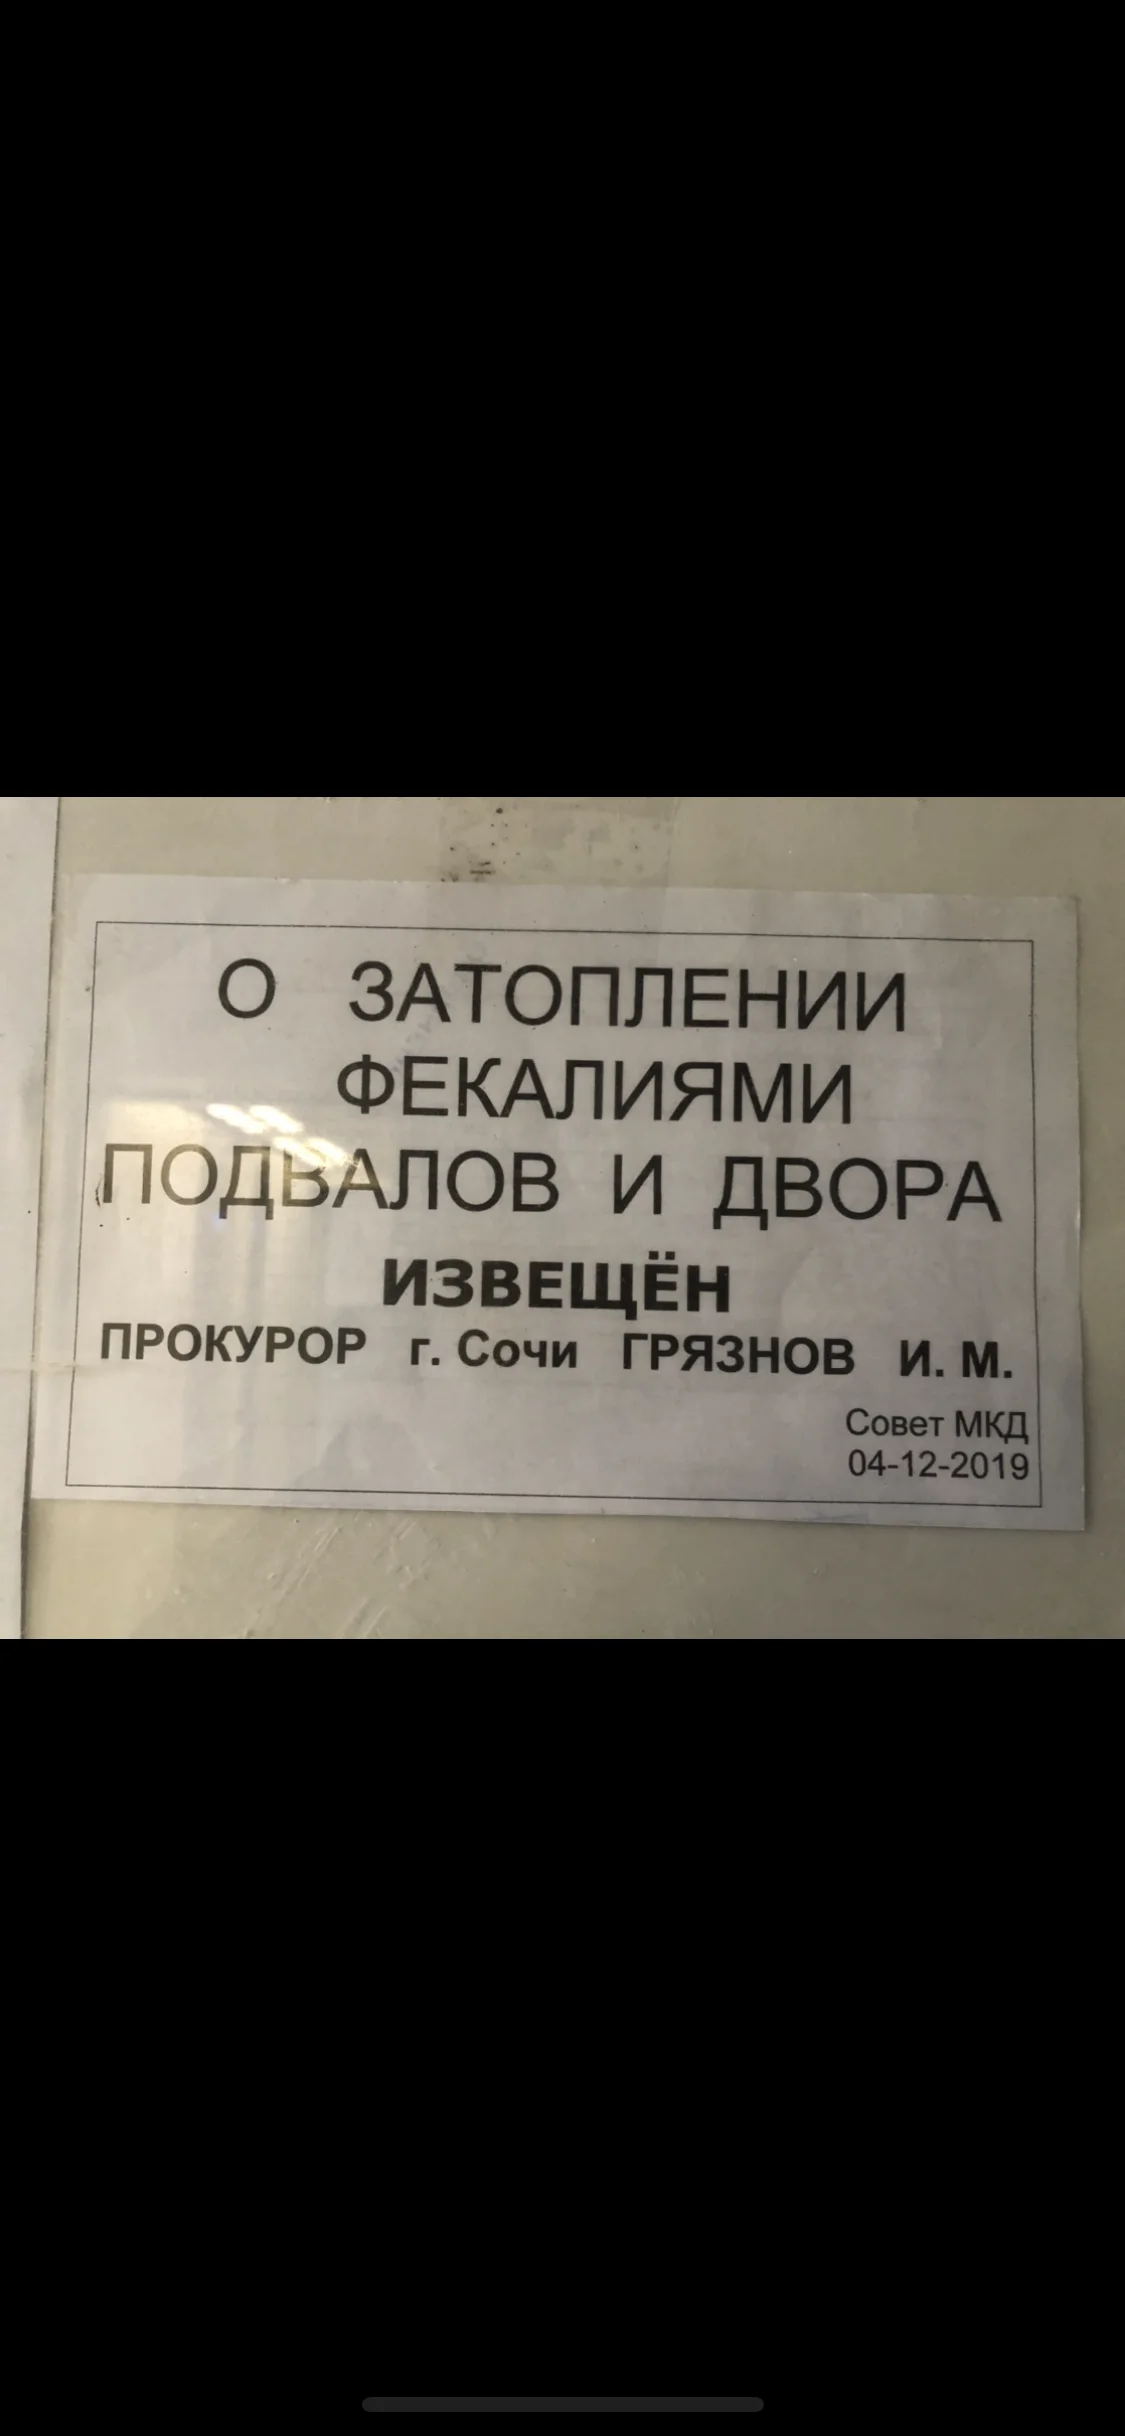 О ЗАТОПЛЕНИИ
ФЕКАЛИЯМИ
ПОДВАЛОВ И ДВОРА
ИЗВЕЩЁН
ПРОКУРОР г. Сочи ГРЯЗНОВ И. М.
Совет МКД
04-12-2019